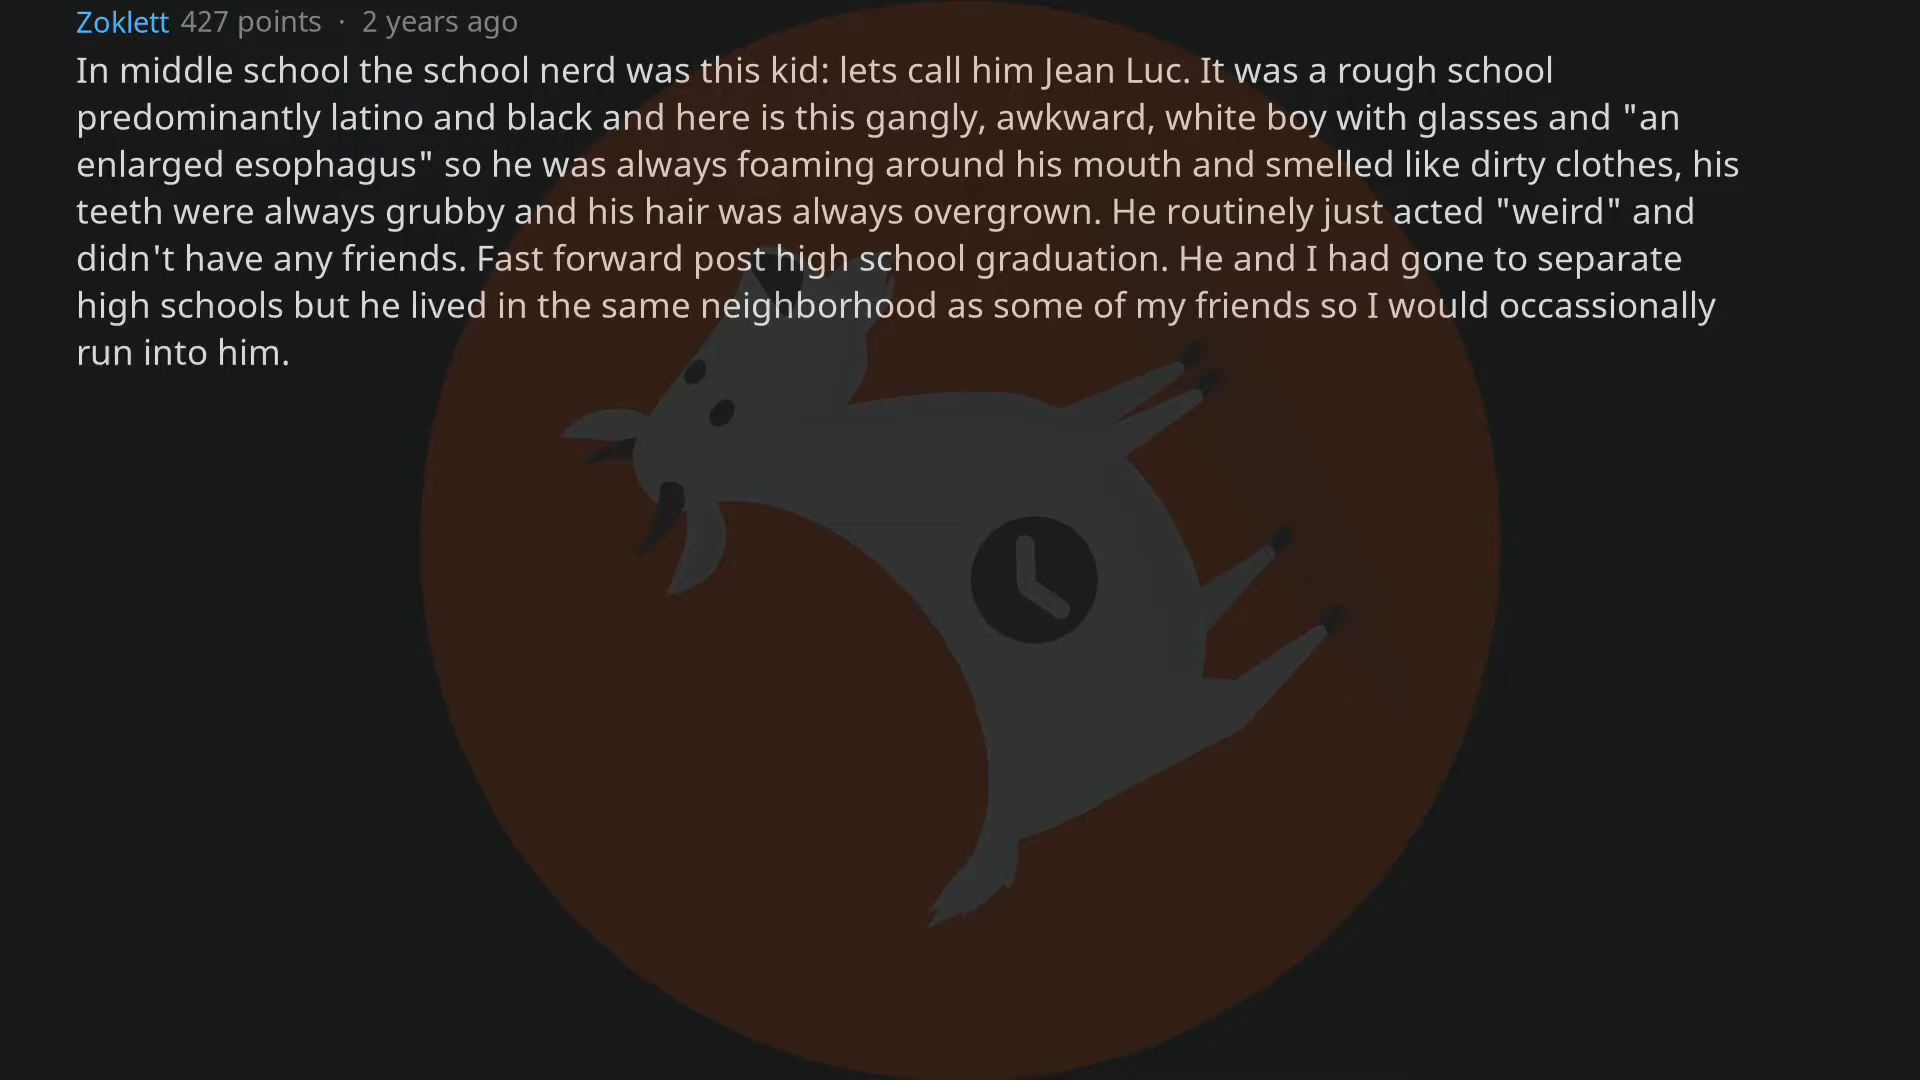 Zoklett 427 points · 2 years ago
In middle school the school nerd was this kid: lets call him Jean Luc. It was a rough school
predominantly latino and black and here is this gangly, awkward, white boy with glasses and "an
enlarged esophagus" so he was always foaming around his mouth and smelled like dirty clothes, his
teeth were always grubby and his hair was always overgrown. He routinely just acted "weird" and
didn't have any friends. Fast forward post high school graduation. He and I had gone to separate
high schools but he lived in the same neighborhood as some of my friends so I would occassionally
run into him.